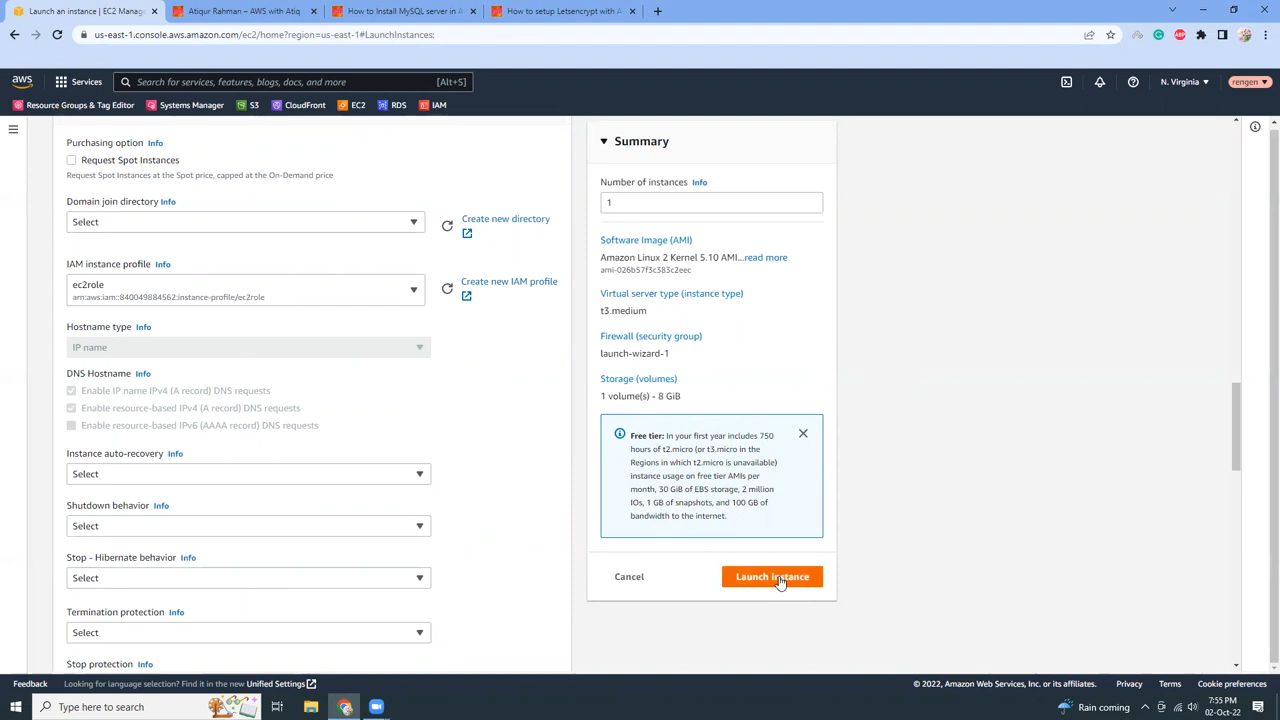 Launch an instance | EC2 Manage
Atiqur Rahman – AWS with Atiq
How to Install MySQL server in A
How to setup Letsencrypt with A
us-east-1.console.aws.amazon.com/ec2/home?region=us-east-1#LaunchInstances:
aws
Services
Search for services, features, blogs, docs, and more
[Alt+S]
N. Virginia
rengen
Resource Groups & Tag Editor
Systems Manager
S3
CloudFront
EC2
RDS
IAM
Purchasing option Info
Request Spot Instances
Request Spot Instances at the Spot price, capped at the On-Demand price
Domain join directory Info
Select
Create new directory
IAM instance profile Info
ec2role
arn:aws:iam::840049884562:instance-profile/ec2role
Create new IAM profile
Hostname type Info
IP name
DNS Hostname Info
Enable IP name IPv4 (A record) DNS requests
Enable resource-based IPv4 (A record) DNS requests
Enable resource-based IPv6 (AAAA record) DNS requests
Instance auto-recovery Info
Select
Shutdown behavior Info
Select
Stop - Hibernate behavior Info
Select
Termination protection Info
Select
Stop protection Info
Summary
Number of instances Info
1
Software Image (AMI)
Amazon Linux 2 Kernel 5.10 AMI...read more
ami-026b57f3c383c2eec
Virtual server type (instance type)
t3.medium
Firewall (security group)
launch-wizard-1
Storage (volumes)
1 volume(s) - 8 GiB
Free tier: In your first year includes 750
hours of t2.micro (or t3.micro in the
Regions in which t2.micro is unavailable)
instance usage on free tier AMIs per
month, 30 GiB of EBS storage, 2 million
IOs, 1 GB of snapshots, and 100 GB of
bandwidth to the internet.
Cancel
Launch instance
Feedback
Looking for language selection? Find it in the new Unified Settings
© 2022, Amazon Web Services, Inc. or its affiliates.
Privacy
Terms
Cookie preferences
Type here to search
Rain coming
7:55 PM
02-Oct-22